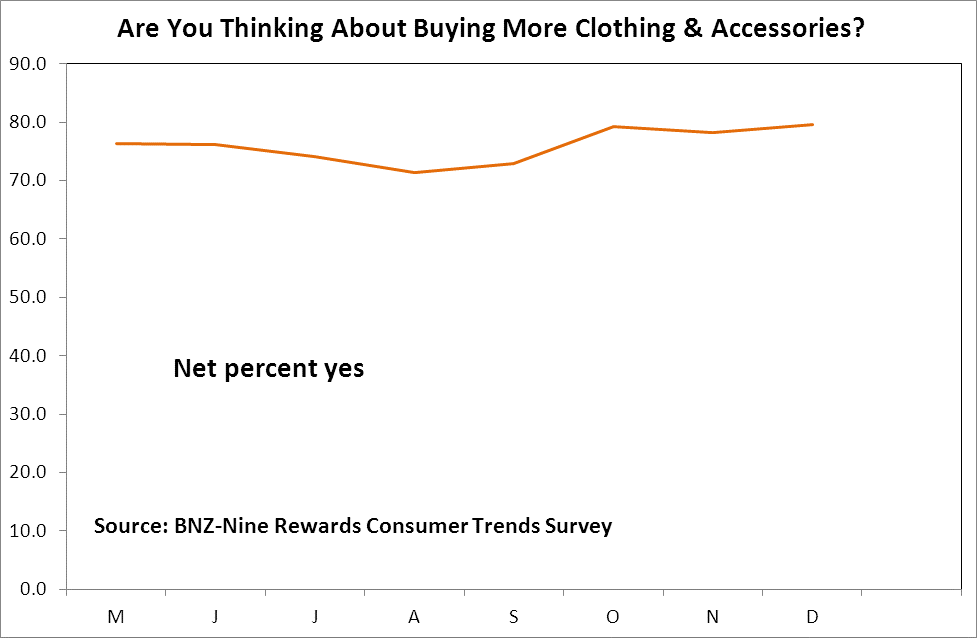 Are You Thinking About Buying More Clothing & Accessories?
90.0
80.0
70.0
60.0
50.0
40.0
Net percent yes
30.0
20.0
10.0
Source: BNZ-Nine Rewards Consumer Trends Survey
0.0
M J J A S O N D